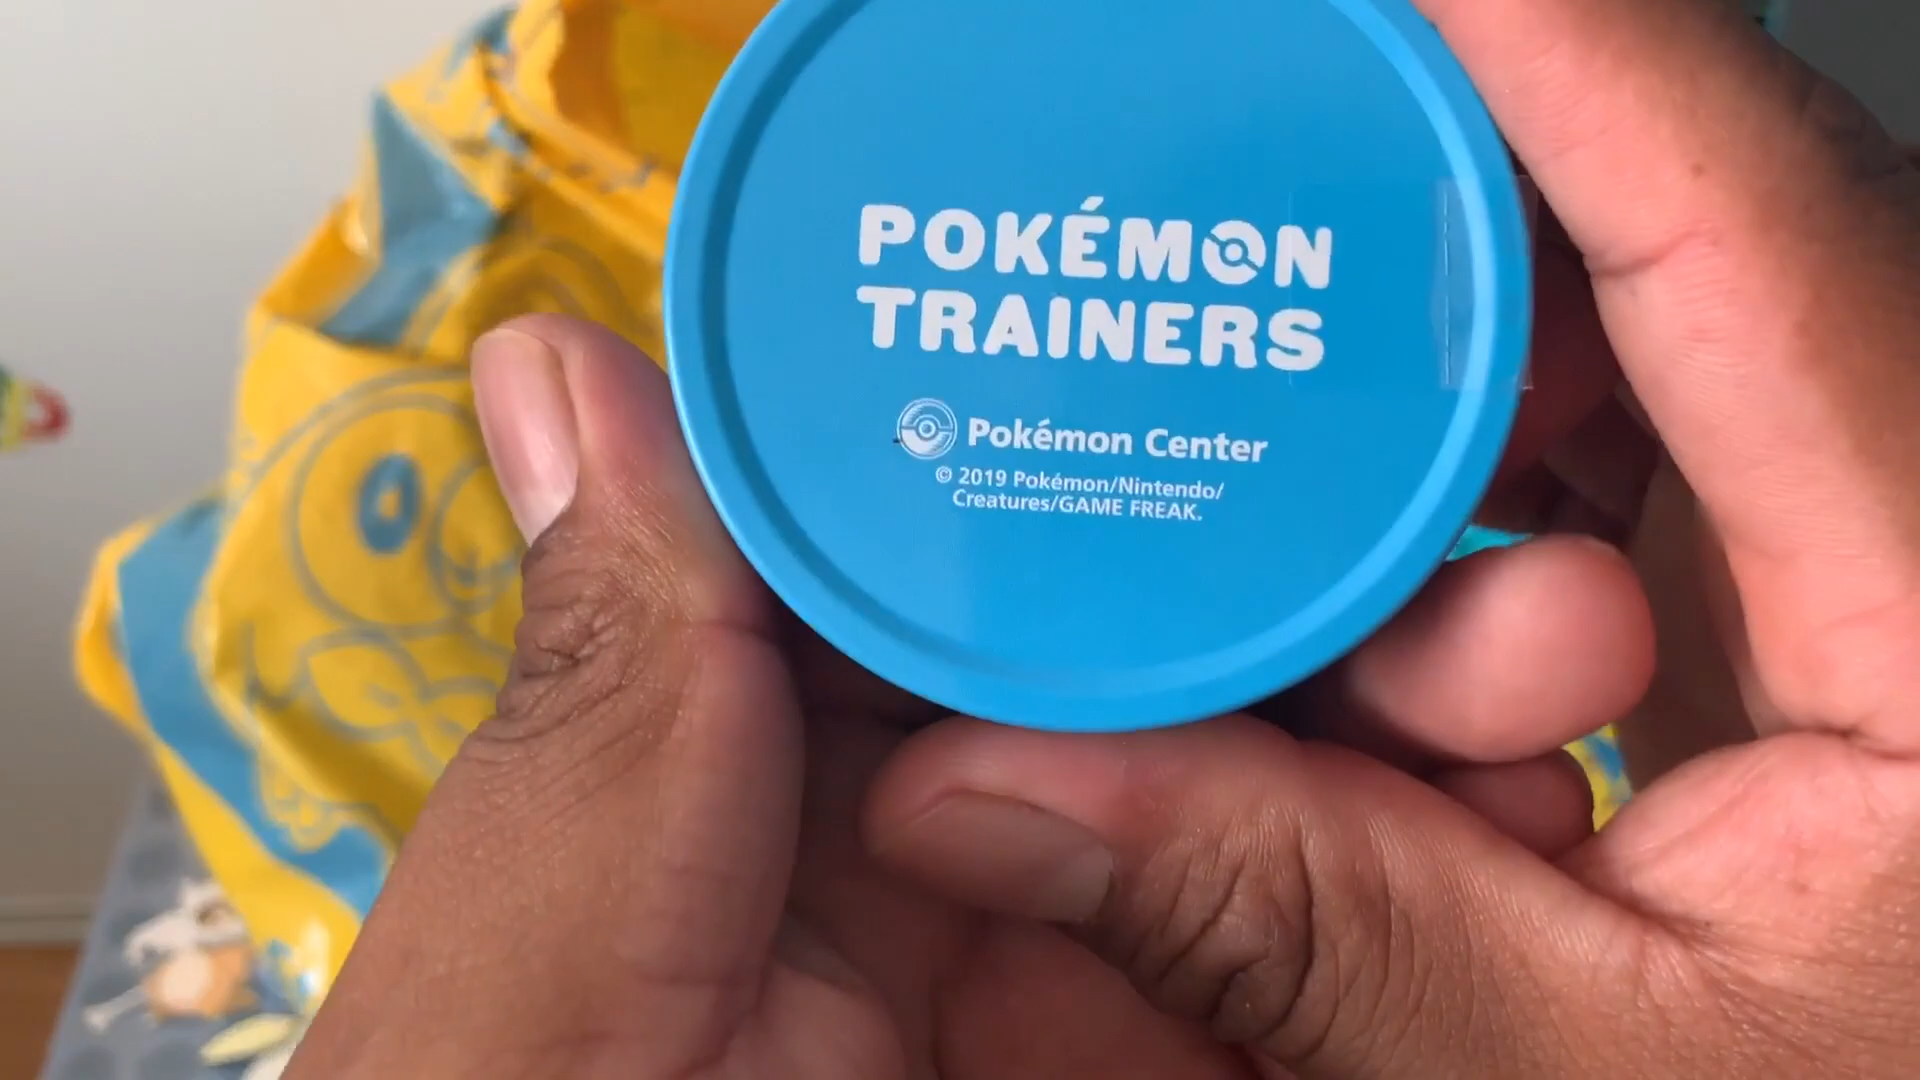 POKÉMON
TRAINERS
Pokémon Center
© 2019 Pokémon/Nintendo/
Creatures/GAME FREAK.